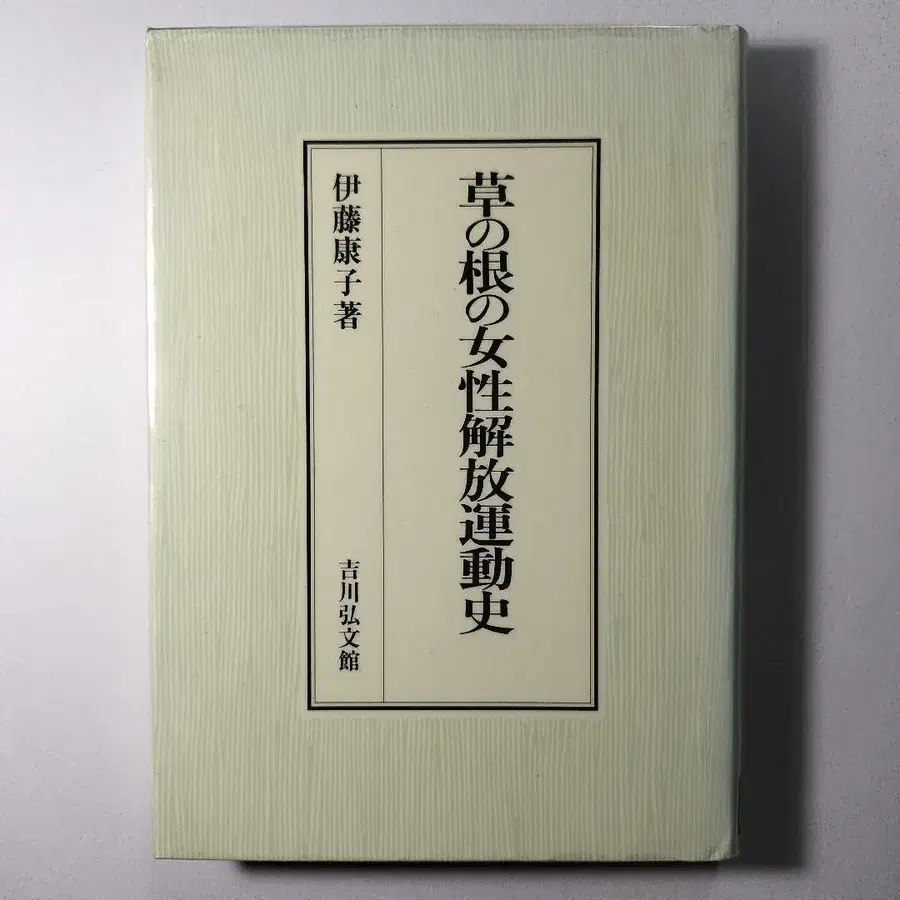 草の根の女性解放運動史
伊藤康子著
吉川弘文館